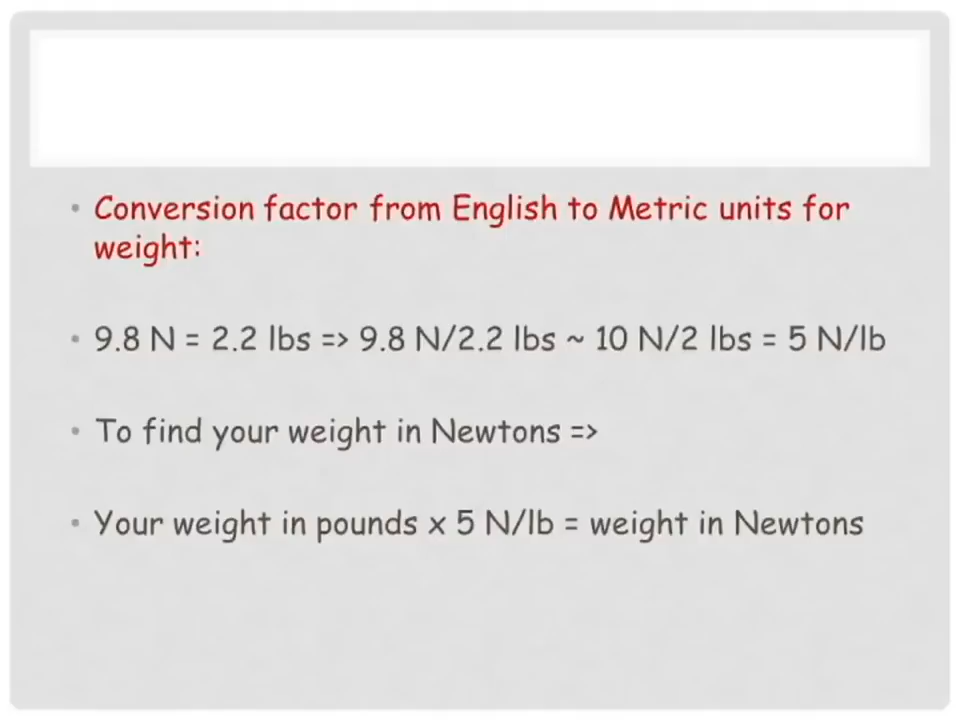 • Conversion factor from English to Metric units for
weight:
• 9.8 N = 2.2 lbs => 9.8 N/2.2 lbs ~ 10 N/2 lbs = 5 N/lb
• To find your weight in Newtons =>
• Your weight in pounds x 5 N/lb = weight in Newtons